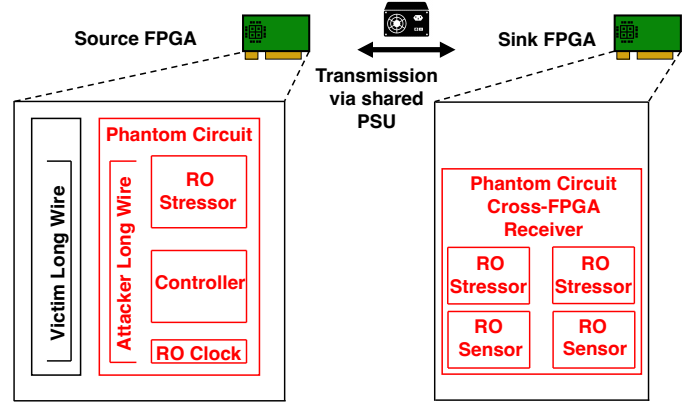 Source FPGA
Transmission
via shared
PSU
Sink FPGA
Victim Long Wire
Phantom Circuit
Attacker Long Wire
RO
Stressor
Controller
RO Clock
Phantom Circuit
Cross-FPGA
Receiver
RO
Stressor
RO
Stressor
RO
Sensor
RO
Sensor